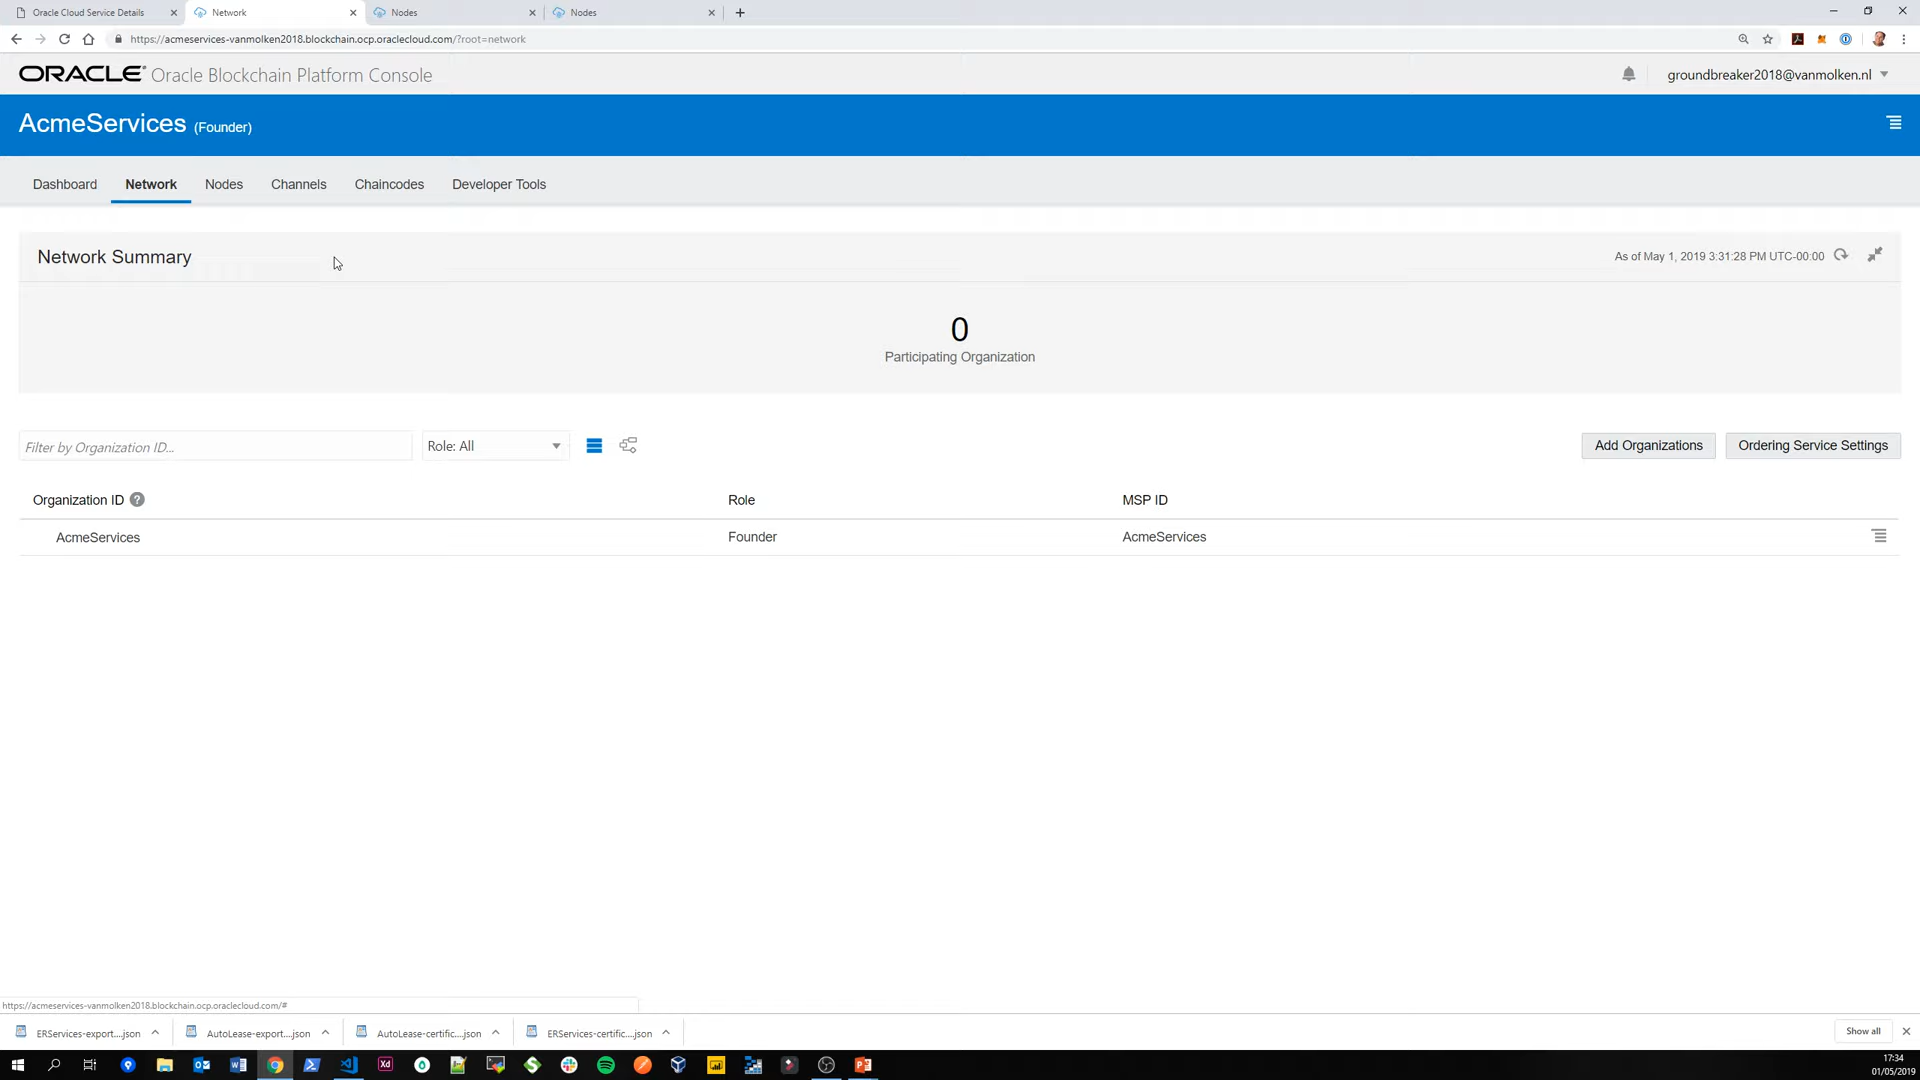 Oracle Cloud Service Details
Network
Nodes
Nodes
https://acmeservices-vanmolken2018.blockchain.ocp.oraclecloud.com/?root=network
ORACLE Oracle Blockchain Platform Console
groundbreaker2018@vanmolken.nl
AcmeServices (Founder)
Dashboard
Network
Nodes
Channels
Chaincodes
Developer Tools
Network Summary
As of May 1, 2019 3:31:28 PM UTC-00:00
0
Participating Organization
Filter by Organization ID...
Role: All
Add Organizations
Ordering Service Settings
Organization ID ?
Role
MSP ID
AcmeServices
Founder
AcmeServices
https://acmeservices-vanmolken2018.blockchain.ocp.oraclecloud.com/#
ERServices-export....json
AutoLease-export....json
AutoLease-certific....json
ERServices-certific....json
Show all
17:34
01/05/2019